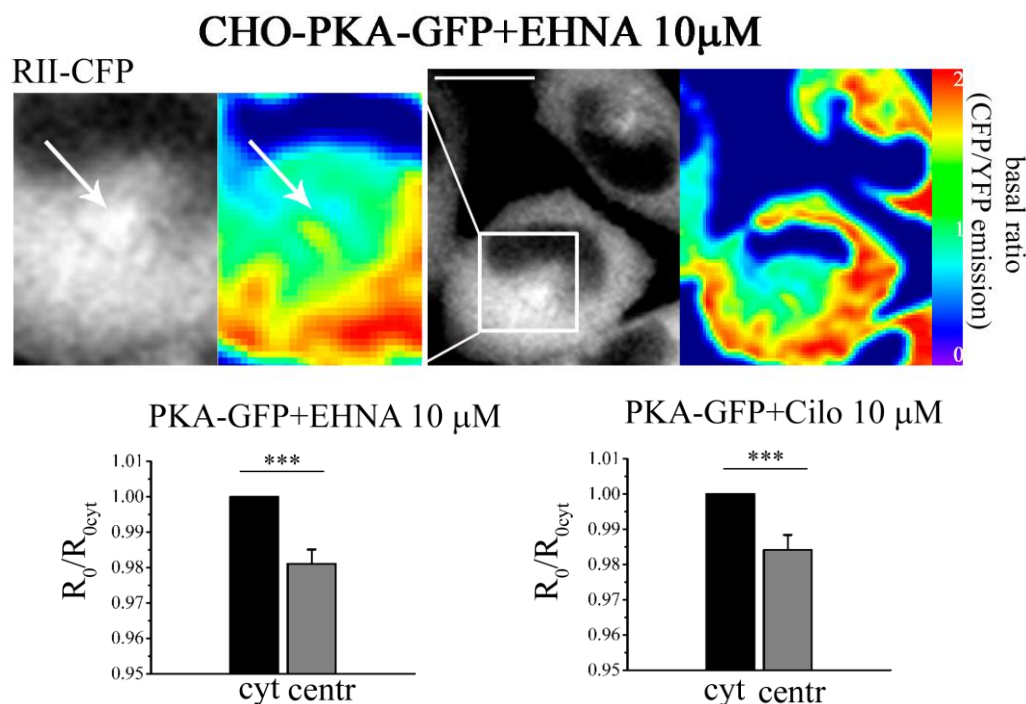 CHO-PKA-GFP+EHNA 10μM
RII-CFP
2
1
0
basal ratio
(CFP/YFP emission)
PKA-GFP+EHNA 10 μM
***
1.01
1.00
0.99
0.98
0.97
0.96
0.95
R0/R0cyt
cyt centr
PKA-GFP+Cilo 10 μM
***
1.01
1.00
0.99
0.98
0.97
0.96
0.95
R0/R0cyt
cyt centr